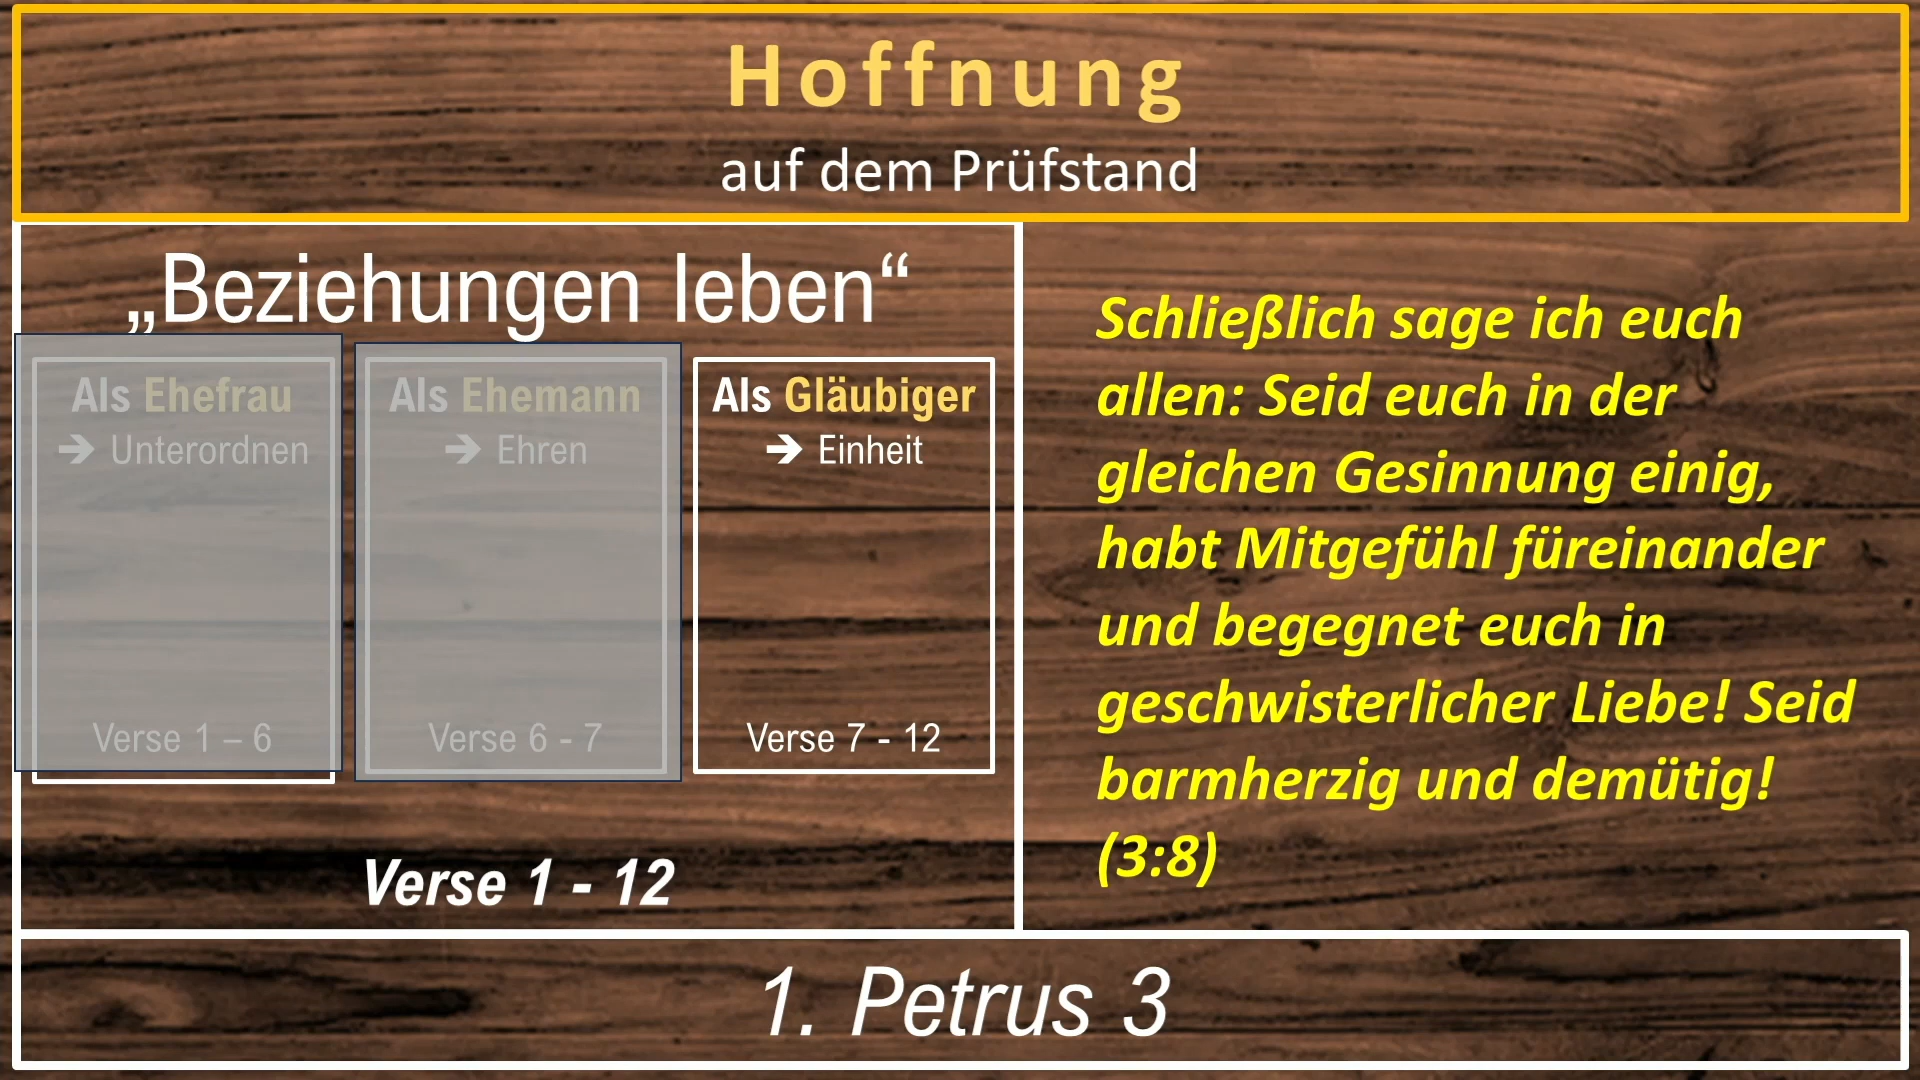 Hoffnung
auf dem Prüfstand
„Beziehungen leben“
Als Ehefrau
➔ Unterordnen
Verse 1 – 6
Als Ehemann
➔ Ehren
Verse 6 - 7
Als Gläubiger
➔ Einheit
Verse 7 - 12
Verse 1 - 12
Schließlich sage ich euch
allen: Seid euch in der
gleichen Gesinnung einig,
habt Mitgefühl füreinander
und begegnet euch in
geschwisterlicher Liebe! Seid
barmherzig und demütig!
(3:8)
1. Petrus 3